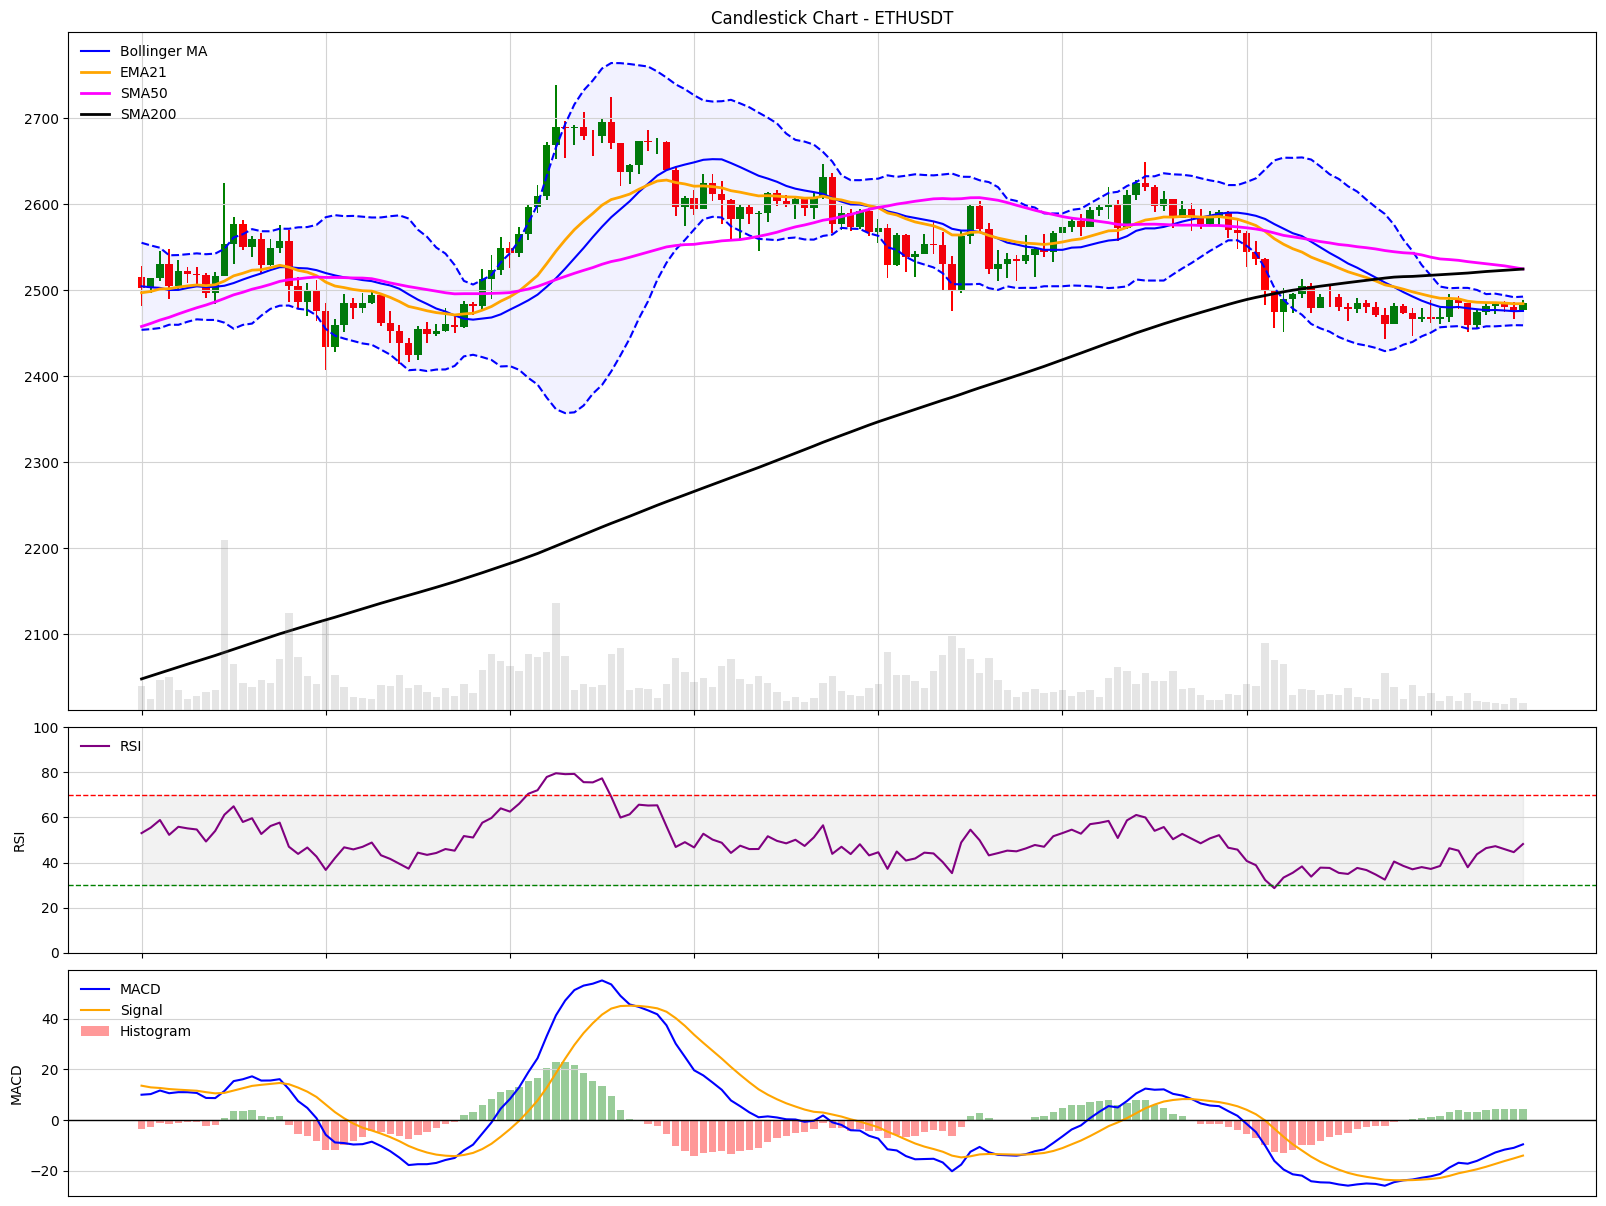 Candlestick Chart - ETHUSDT
Bollinger MA
EMA21
SMA50
SMA200
2700
2600
2500
2400
2300
2200
2100
RSI
100
80
60
40
20
0
RSI
MACD
Signal
Histogram
40
20
0
−20
MACD